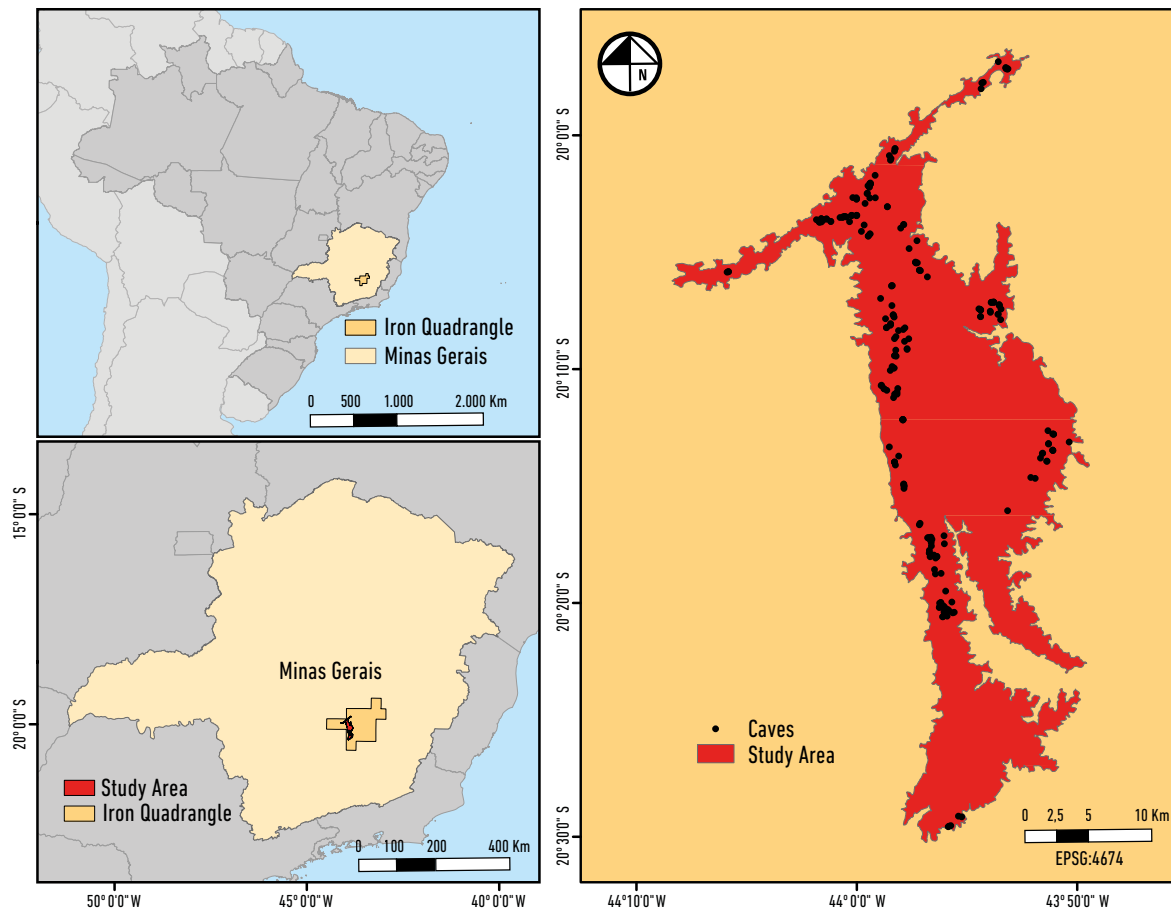 Iron Quadrangle
Minas Gerais
0 500 1.000 2.000 Km
15°0'0" S
20°0'0" S
Minas Gerais
Study Area
Iron Quadrangle
0 100 200 400 Km
50°0'0"W
45°0'0"W
40°0'0"W
N
20°0'0" S
20°10'0" S
20°20'0" S
20°30'0" S
Caves
Study Area
0 2,5 5 10 Km
EPSG:4674
44°10'0"W
44°0'0"W
43°50'0"W